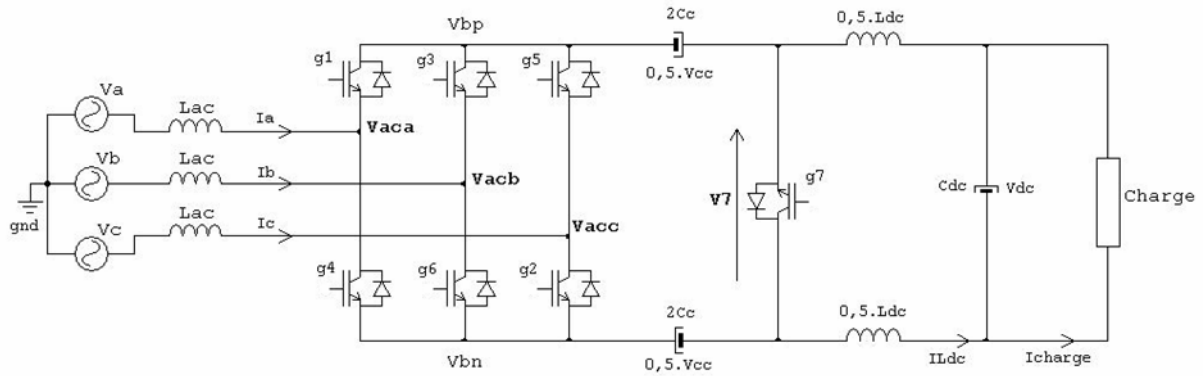 2Cc
0,5.Ldc
Vbp
g1
g3
g5
0,5.Vcc
Va
Lac
Ia
Vaca
Vb
Lac
Ib
Vacb
g7
V7
Cdc
Vdc
Charge
gnd
Vc
Lac
Ic
Vacc
g4
g6
g2
2Cc
0,5.Ldc
Vbn
0,5.Vcc
ILdc
Icharge